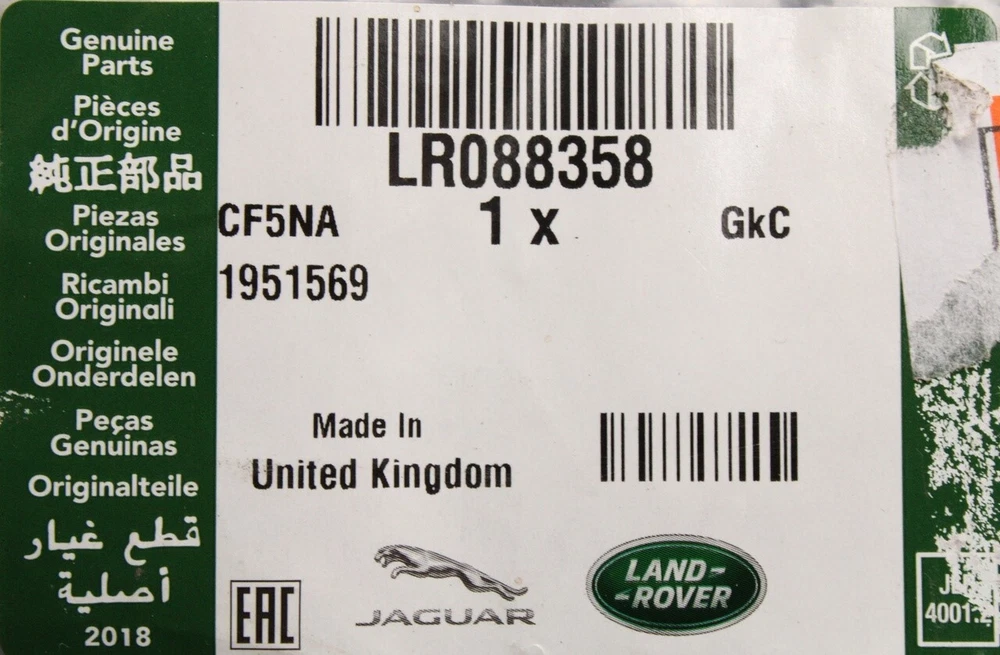 Genuine
Parts
Pièces
d'Origine
純正部品
Piezas
Originales
Ricambi
Originali
Originele
Onderdelen
Peças
Genuinas
Originalteile
قطع غيار
أصلية
2018
LR088358
CF5NA
1 x
GkC
1951569
Made In
United Kingdom
EAC
JAGUAR
LAND-
-ROVER